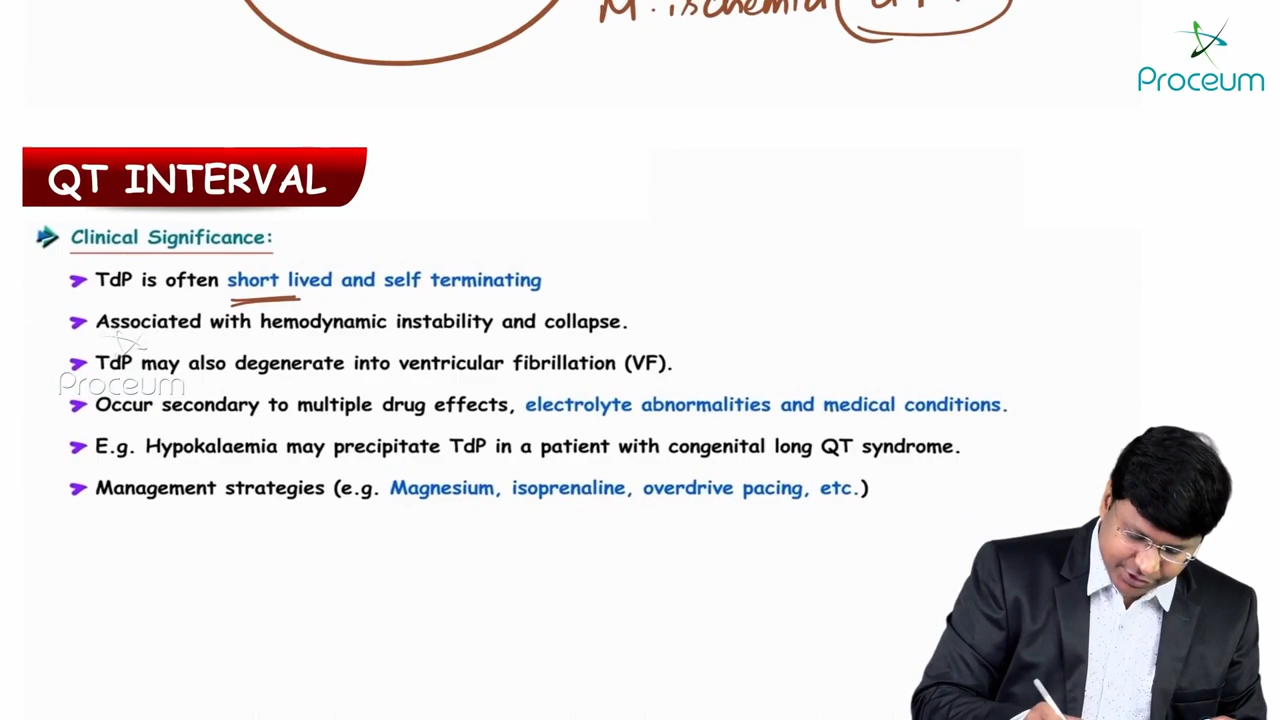 M. ischemia
Proceum
QT INTERVAL
Clinical Significance:
TdP is often short lived and self terminating
Associated with hemodynamic instability and collapse.
TdP may also degenerate into ventricular fibrillation (VF).
Proceum
Occur secondary to multiple drug effects, electrolyte abnormalities and medical conditions.
E.g. Hypokalaemia may precipitate TdP in a patient with congenital long QT syndrome.
Management strategies (e.g. Magnesium, isoprenaline, overdrive pacing, etc.)